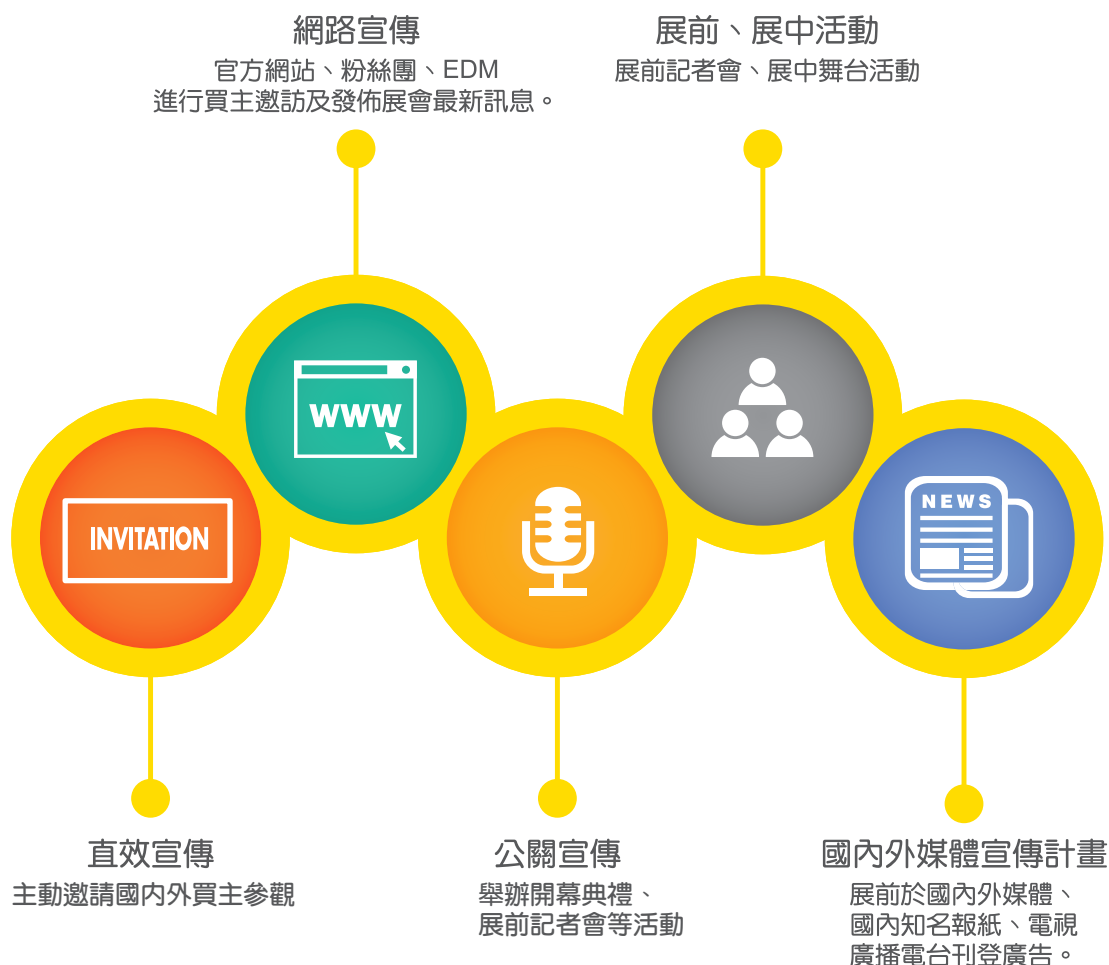 網路宣傳
官方網站、粉絲團、EDM
進行買主邀訪及發佈展會最新訊息。
展前、展中活動
展前記者會、展中舞台活動
WWW
INVITATION
NEWS
直效宣傳
主動邀請國內外買主參觀
公關宣傳
舉辦開幕典禮、
展前記者會等活動
國內外媒體宣傳計畫
展前於國內外媒體、
國內知名報紙、電視
廣播電台刊登廣告。